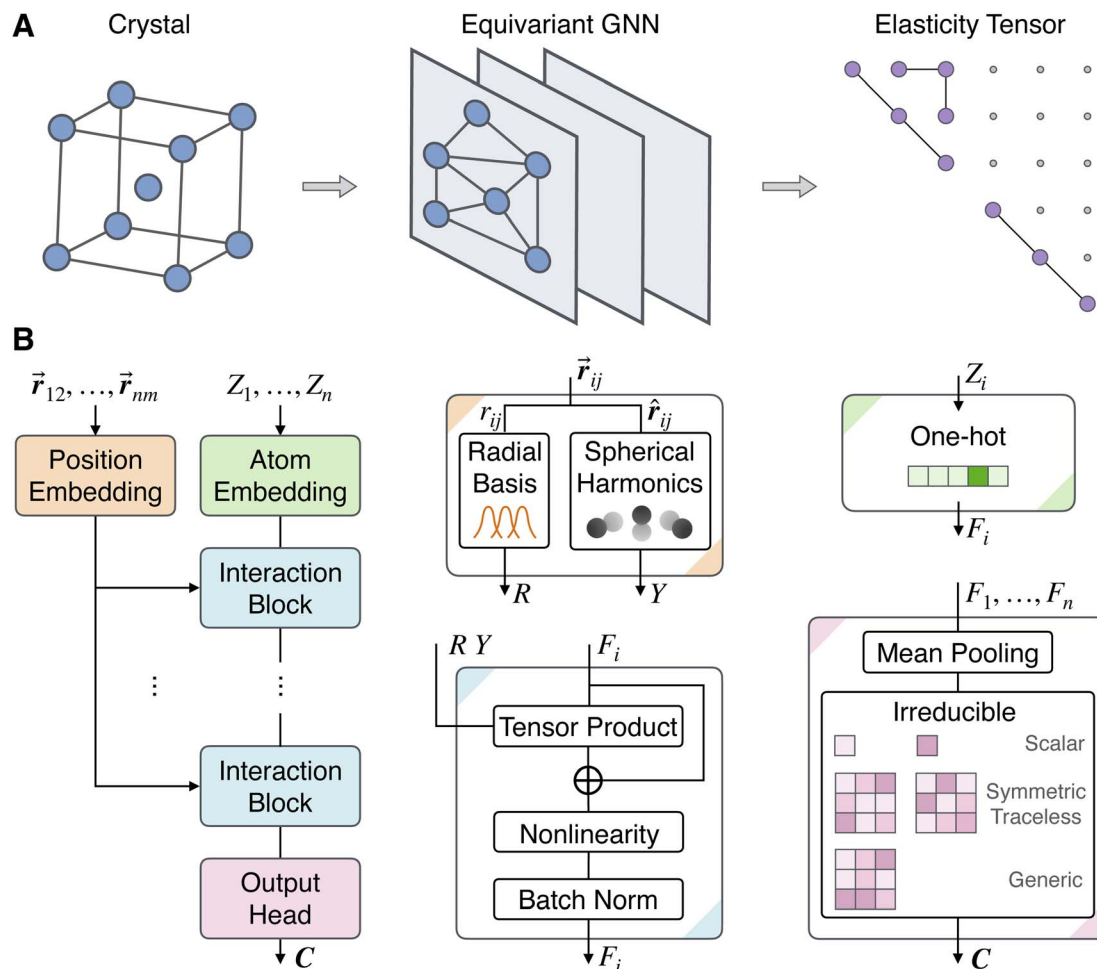 A
Crystal
Equivariant GNN
Elasticity Tensor
B
r⃗₁₂, …, r⃗ₙₘ
Z₁, …, Zₙ
Position
Embedding
Atom
Embedding
Interaction
Block
⋮
⋮
Interaction
Block
Output
Head
C
r⃗ᵢⱼ
rᵢⱼ
r̂ᵢⱼ
Radial
Basis
Spherical
Harmonics
R
Y
R Y
Fᵢ
Tensor Product
Nonlinearity
Batch Norm
Fᵢ
Zᵢ
One-hot
Fᵢ
F₁, …, Fₙ
Mean Pooling
Irreducible
Scalar
Symmetric
Traceless
Generic
C